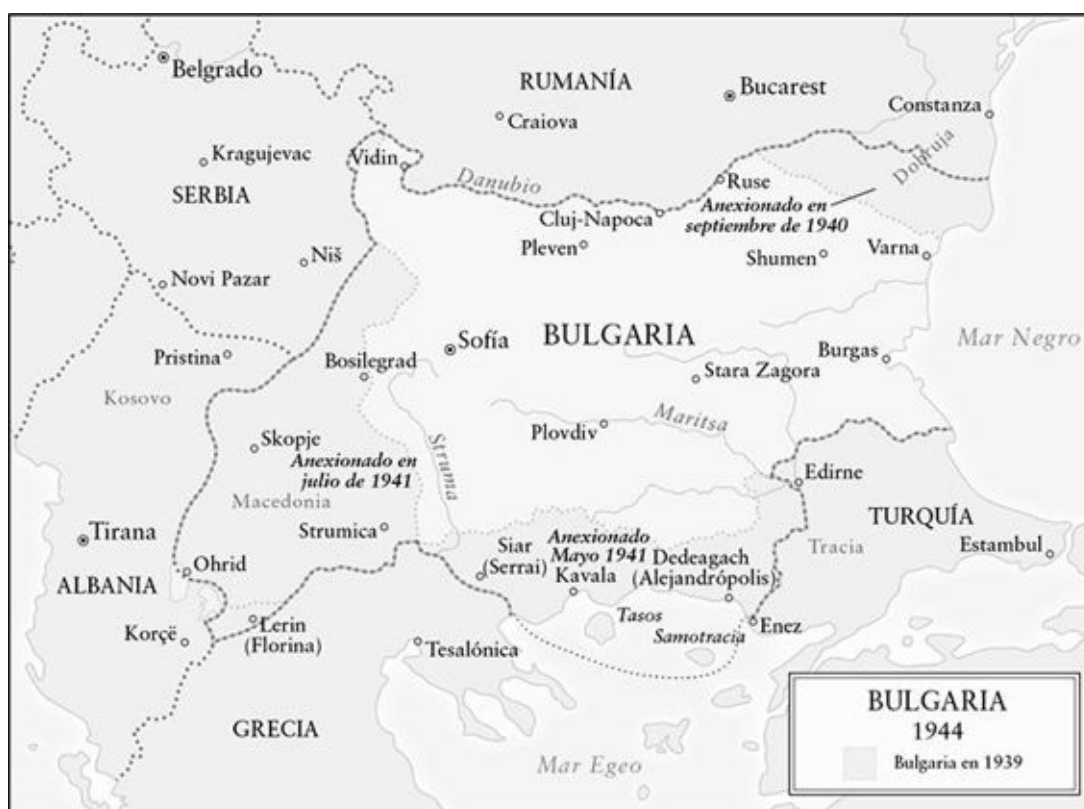 Belgrado
RUMANÍA
Bucarest
Constanza
Craiova
Dobruja
Kragujevac
Vidin
SERBIA
Danubio
Ruse
Anexionado en
septiembre de 1940
Cluj-Napoca
Pleven
Shumen
Varna
Niš
Novi Pazar
BULGARIA
Mar Negro
Sofía
Pristina
Bosilegrad
Burgas
Stara Zagora
Kosovo
Maritsa
Plovdiv
Struma
Skopje
Anexionado en
julio de 1941
Macedonia
Edirne
TURQUÍA
Strumica
Tirana
Siar
(Serrai)
Anexionado
Mayo 1941
Kavala
Dedeagach
(Alejandrópolis)
Tracia
Estambul
Ohrid
ALBANIA
Tasos
Samotracia
Enez
Korçë
Lerin
(Florina)
Tesalónica
GRECIA
Mar Egeo
BULGARIA
1944
Bulgaria en 1939